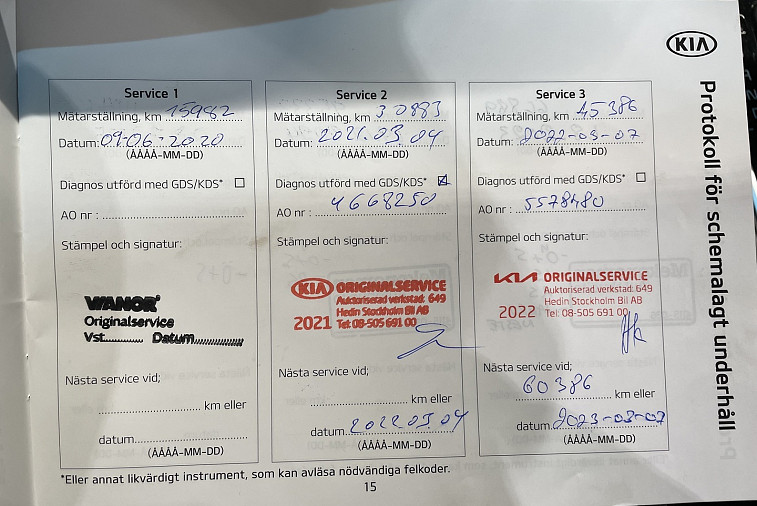 KIA
Protokoll för schemalagt underhåll
Service 1
Mätarställning, km 15982
Datum: 09-06-2020
(ÅÅÅÅ-MM-DD)
Diagnos utförd med GDS/KDS*
AO nr :
Stämpel och signatur:
WANOR
Originalservice
Vst.......... Datum..............
Nästa service vid;
km eller
datum
(ÅÅÅÅ-MM-DD)
Service 2
Mätarställning, km 30883
Datum: 2021.03.04
(ÅÅÅÅ-MM-DD)
Diagnos utförd med GDS/KDS*
AO nr : 4668250
Stämpel och signatur:
KIA ORIGINALSERVICE
Auktoriserad verkstad: 649
Hedin Stockholm Bil AB
2021 Tel: 08-505 691 00
Nästa service vid;
km eller
datum 2022.03.04
(ÅÅÅÅ-MM-DD)
Service 3
Mätarställning, km 45386
Datum: 2022-03-07
(ÅÅÅÅ-MM-DD)
Diagnos utförd med GDS/KDS*
AO nr : 5578480
Stämpel och signatur:
KIA ORIGINALSERVICE
Auktoriserad verkstad: 649
Hedin Stockholm Bil AB
2022 Tel: 08-505 691 00
Nästa service vid;
60386 km eller
datum 2023-03-07
(ÅÅÅÅ-MM-DD)
*Eller annat likvärdigt instrument, som kan avläsa nödvändiga felkoder.
15